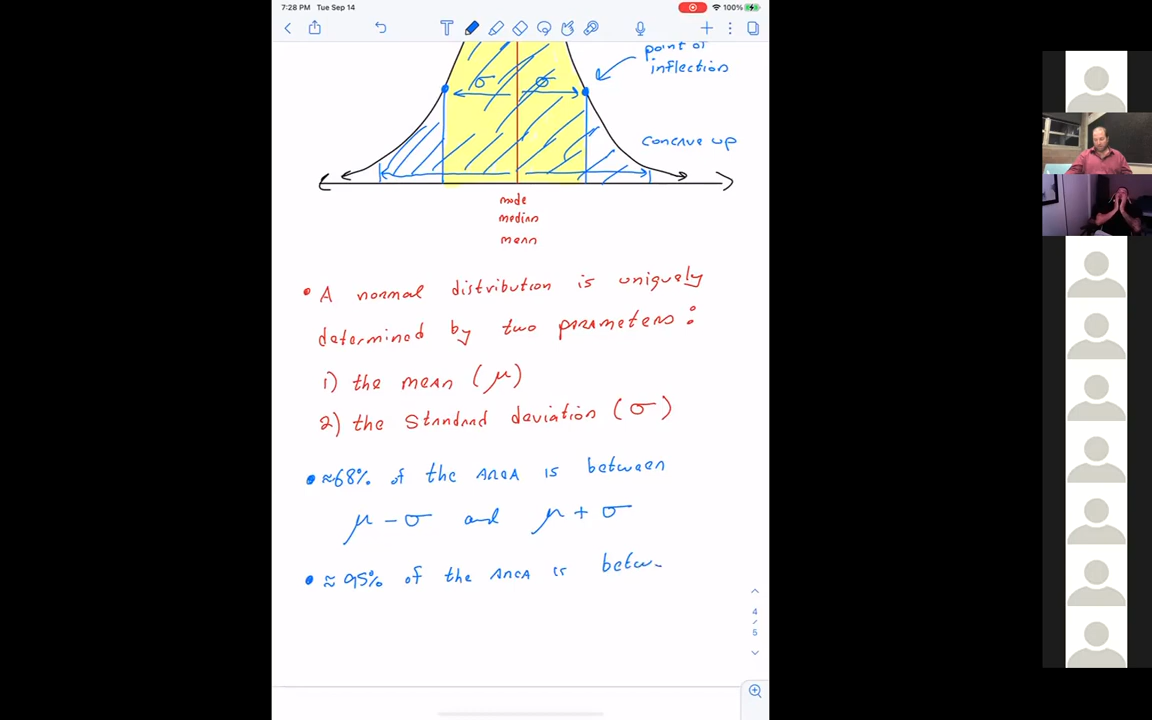 7:28 PM Tue Sep 14
100%
point of
inflection
σ σ
concave up
mode
median
mean
• A normal distribution is uniquely
determined by two parameters:
1) the mean (μ)
2) the standard deviation (σ)
• ≈68% of the area is between
μ - σ and μ + σ
• ≈95% of the area is betw
4
/
5